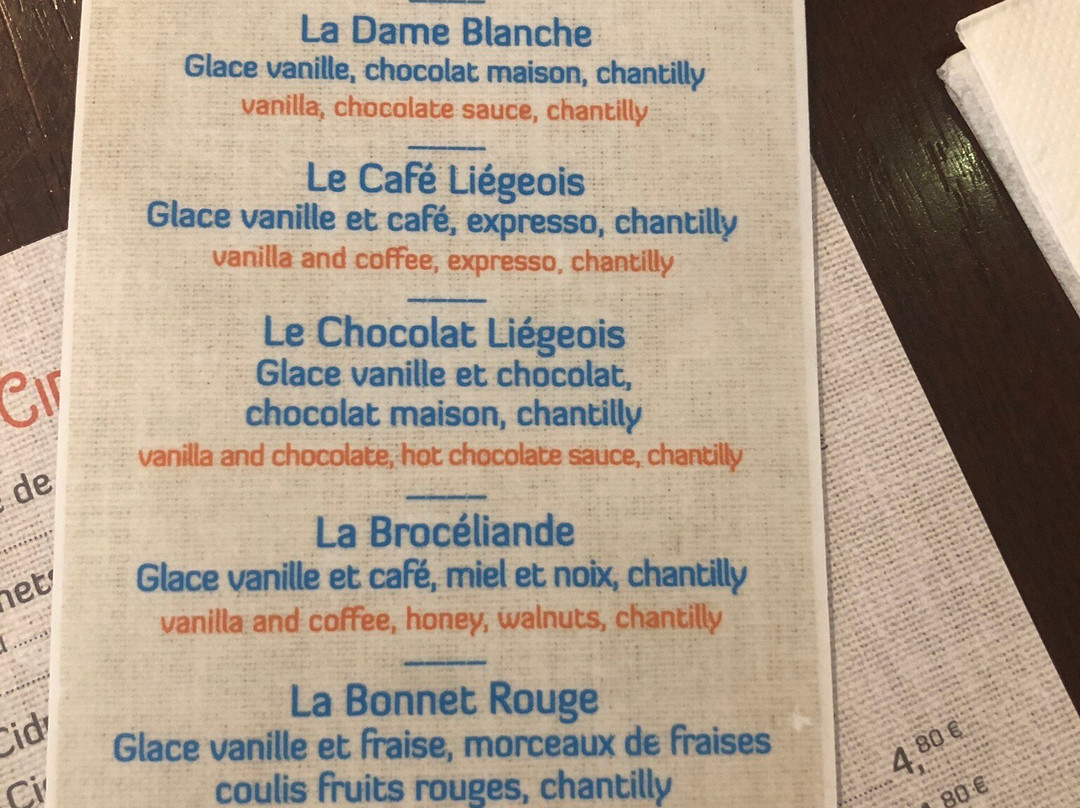 La Dame Blanche
Glace vanille, chocolat maison, chantilly
vanilla, chocolate sauce, chantilly
Le Café Liégeois
Glace vanille et café, expresso, chantilly
vanilla and coffee, expresso, chantilly
Le Chocolat Liégeois
Glace vanille et chocolat,
chocolat maison, chantilly
vanilla and chocolate, hot chocolate sauce, chantilly
La Brocéliande
Glace vanille et café, miel et noix, chantilly
vanilla and coffee, honey, walnuts, chantilly
La Bonnet Rouge
Glace vanille et fraise, morceaux de fraises
coulis fruits rouges, chantilly
de
4,80 €
80 €